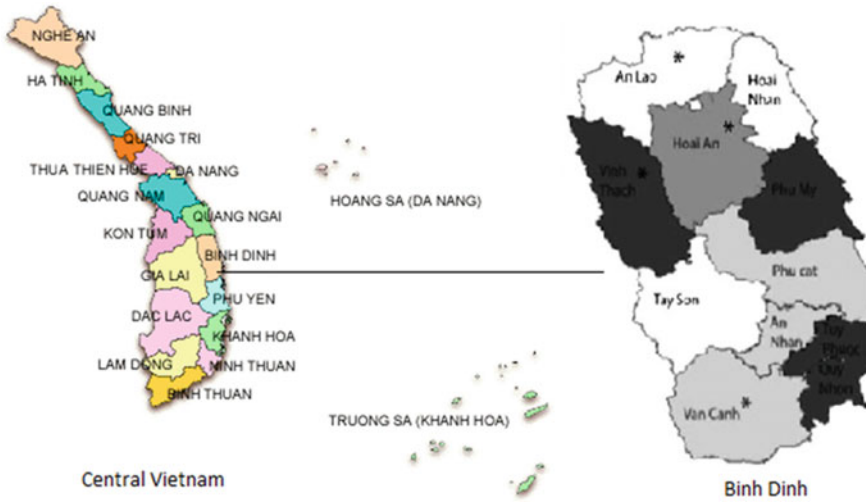 NGHE AN
HA TINH
QUANG BINH
QUANG TRI
THUA THIEN HUE
DA NANG
QUANG NAM
QUANG NGAI
KON TUM
BINH DINH
GIA LAI
PHU YEN
DAC LAC
KHANH HOA
LAM DONG
NINH THUAN
BINH THUAN
HOANG SA (DA NANG)
TRUONG SA (KHANH HOA)
Central Vietnam
An Lao *
Hoai
Nhan
Hoai An *
Vinh *
Thach
Phu My
Phu cat
Tay Son
An
Nhan
Tuy
Phuoc
Quy
Nhon
Van Canh *
Binh Dinh